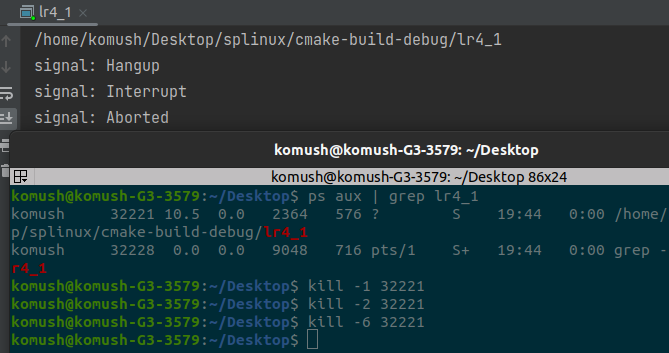 lr4_1
/home/komush/Desktop/splinux/cmake-build-debug/lr4_1
signal: Hangup
signal: Interrupt
signal: Aborted
komush@komush-G3-3579: ~/Desktop
komush@komush-G3-3579: ~/Desktop 86x24
komush@komush-G3-3579:~/Desktop$ ps aux | grep lr4_1
komush 32221 10.5 0.0 2364 576 ? S 19:44 0:00 /home/
p/splinux/cmake-build-debug/lr4_1
komush 32228 0.0 0.0 9048 716 pts/1 S+ 19:44 0:00 grep -
r4_1
komush@komush-G3-3579:~/Desktop$ kill -1 32221
komush@komush-G3-3579:~/Desktop$ kill -2 32221
komush@komush-G3-3579:~/Desktop$ kill -6 32221
komush@komush-G3-3579:~/Desktop$